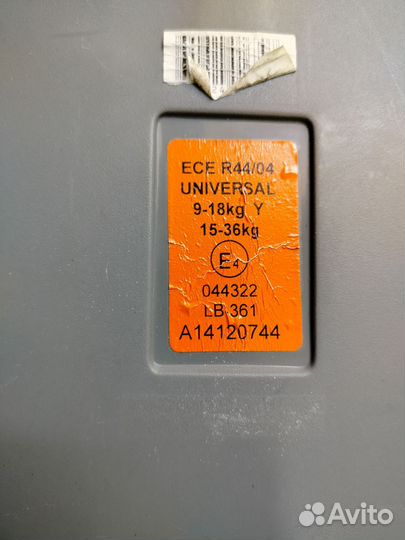 ECE R44/04
UNIVERSAL
9-18kg Y
15-36kg
E4
044322
LB 361
A14120744
Avito